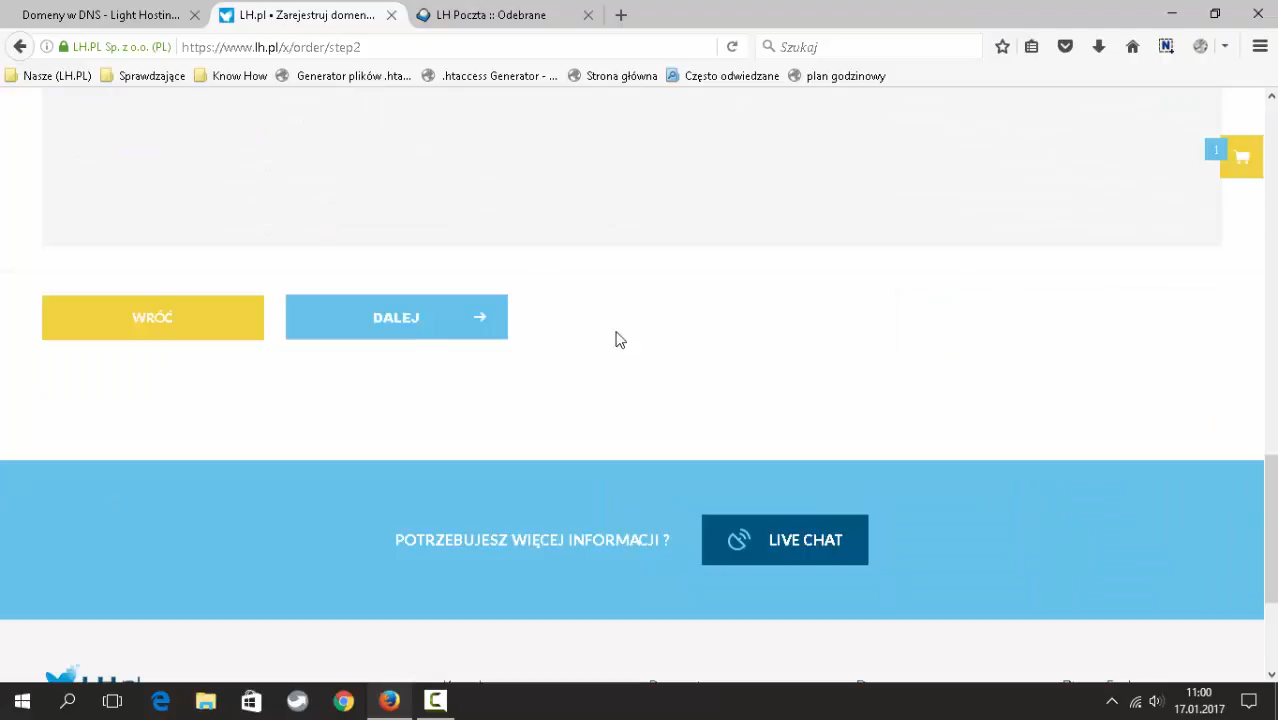 Domeny w DNS - Light Hostin...
LH.pl • Zarejestruj domen...
LH Poczta :: Odebrane
LH.PL Sp. z o.o. (PL)
https://www.lh.pl/x/order/step2
Szukaj
Nasze (LH.PL)
Sprawdzające
Know How
Generator plików .hta...
.htaccess Generator - ...
Strona główna
Często odwiedzane
plan godzinowy
1
WRÓĆ
DALEJ
POTRZEBUJESZ WIĘCEJ INFORMACJI ?
LIVE CHAT
LH.pl
11:00
17.01.2017